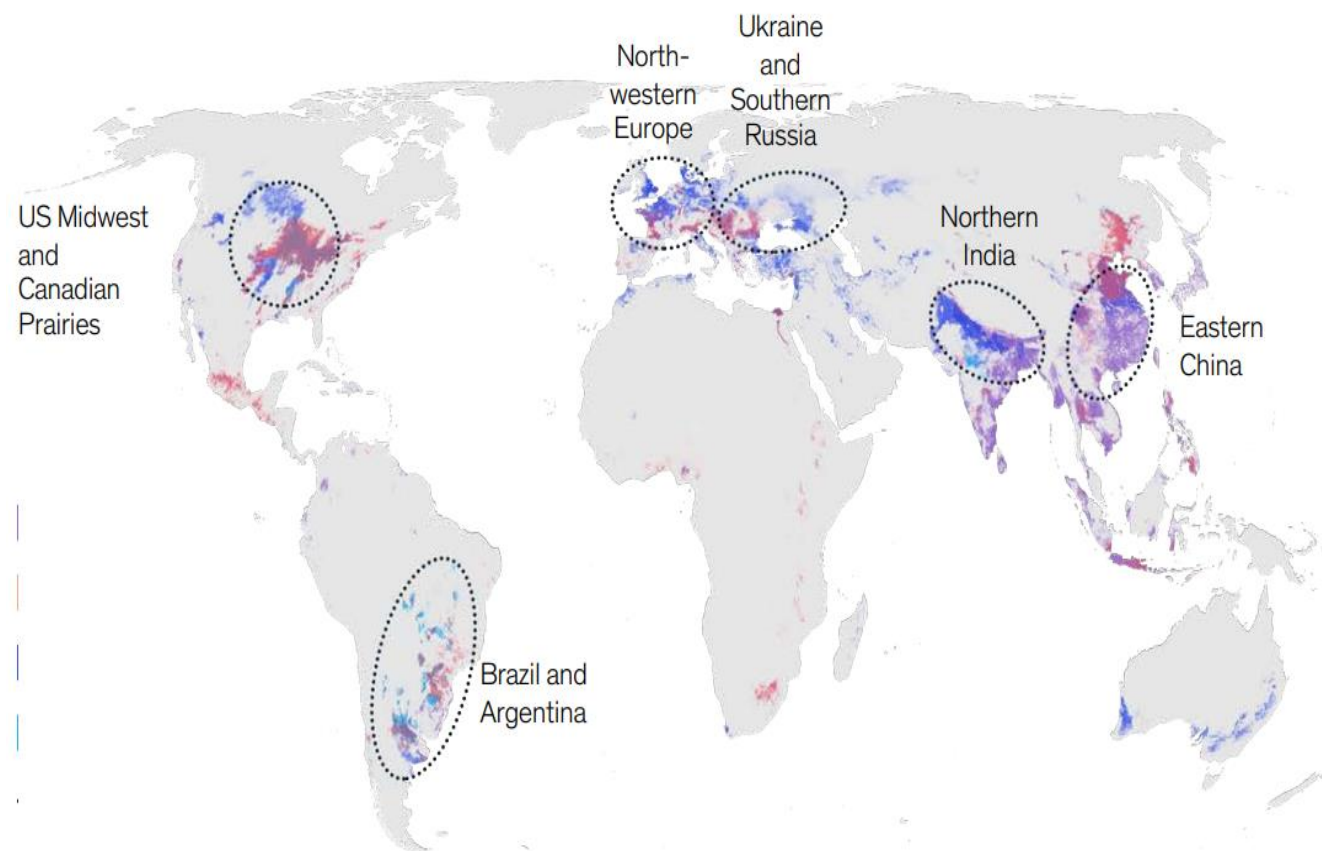 North-
western
Europe
Ukraine
and
Southern
Russia
US Midwest
and
Canadian
Prairies
Northern
India
Eastern
China
Brazil and
Argentina